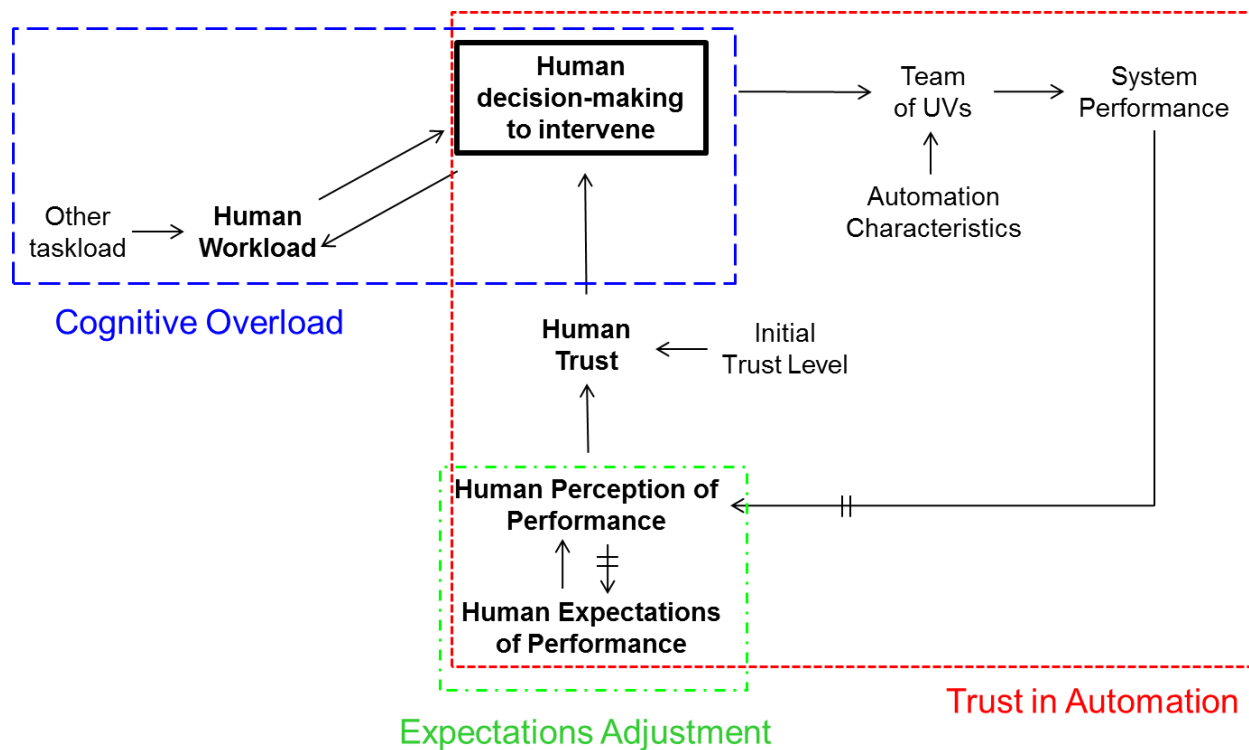 Human
decision-making
to intervene
Team
of UVs
System
Performance
Automation
Characteristics
Other
taskload
Human
Workload
Cognitive Overload
Human
Trust
Initial
Trust Level
Human Perception of
Performance
Human Expectations
of Performance
Trust in Automation
Expectations Adjustment